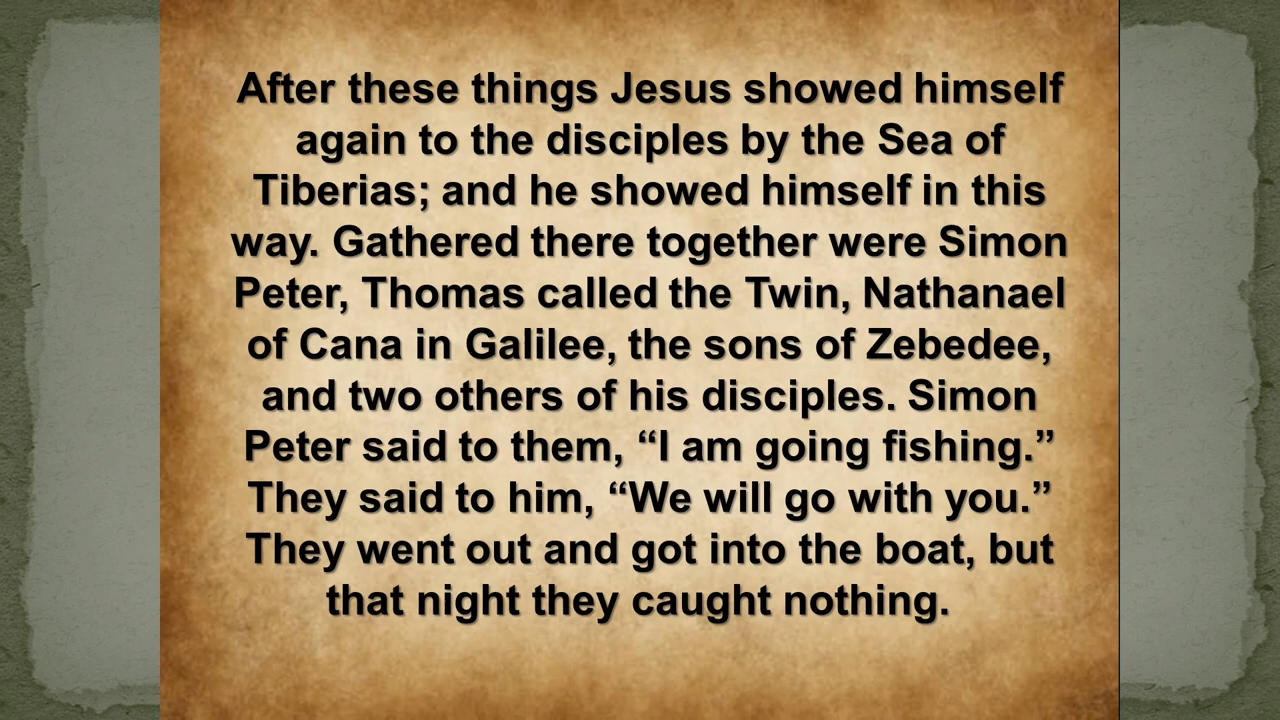 After these things Jesus showed himself
again to the disciples by the Sea of
Tiberias; and he showed himself in this
way. Gathered there together were Simon
Peter, Thomas called the Twin, Nathanael
of Cana in Galilee, the sons of Zebedee,
and two others of his disciples. Simon
Peter said to them, “I am going fishing.”
They said to him, “We will go with you.”
They went out and got into the boat, but
that night they caught nothing.